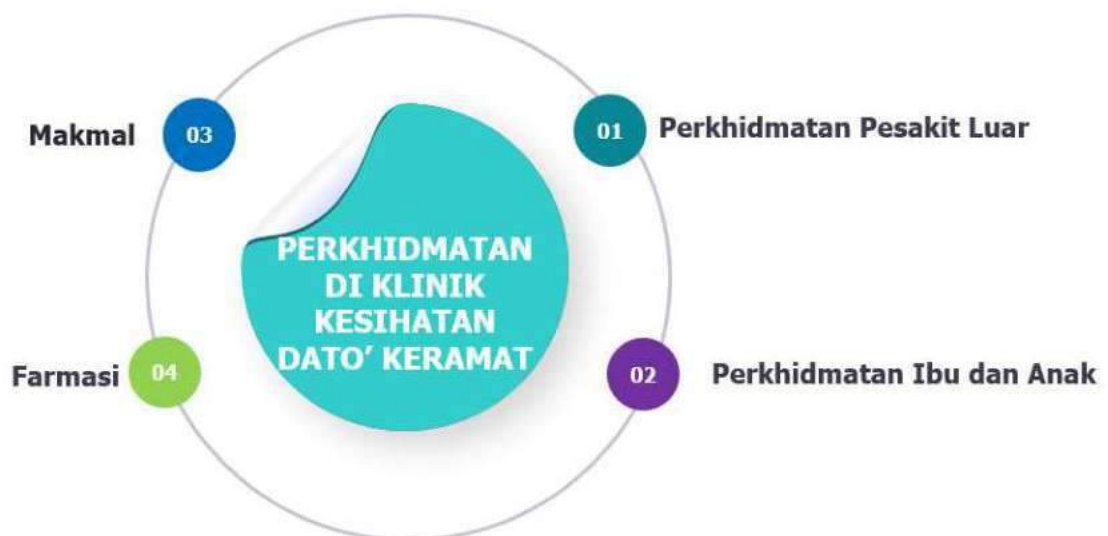 PERKHIDMATAN
DI KLINIK
KESIHATAN
DATO’ KERAMAT
01 Perkhidmatan Pesakit Luar
02 Perkhidmatan Ibu dan Anak
Makmal 03
Farmasi 04